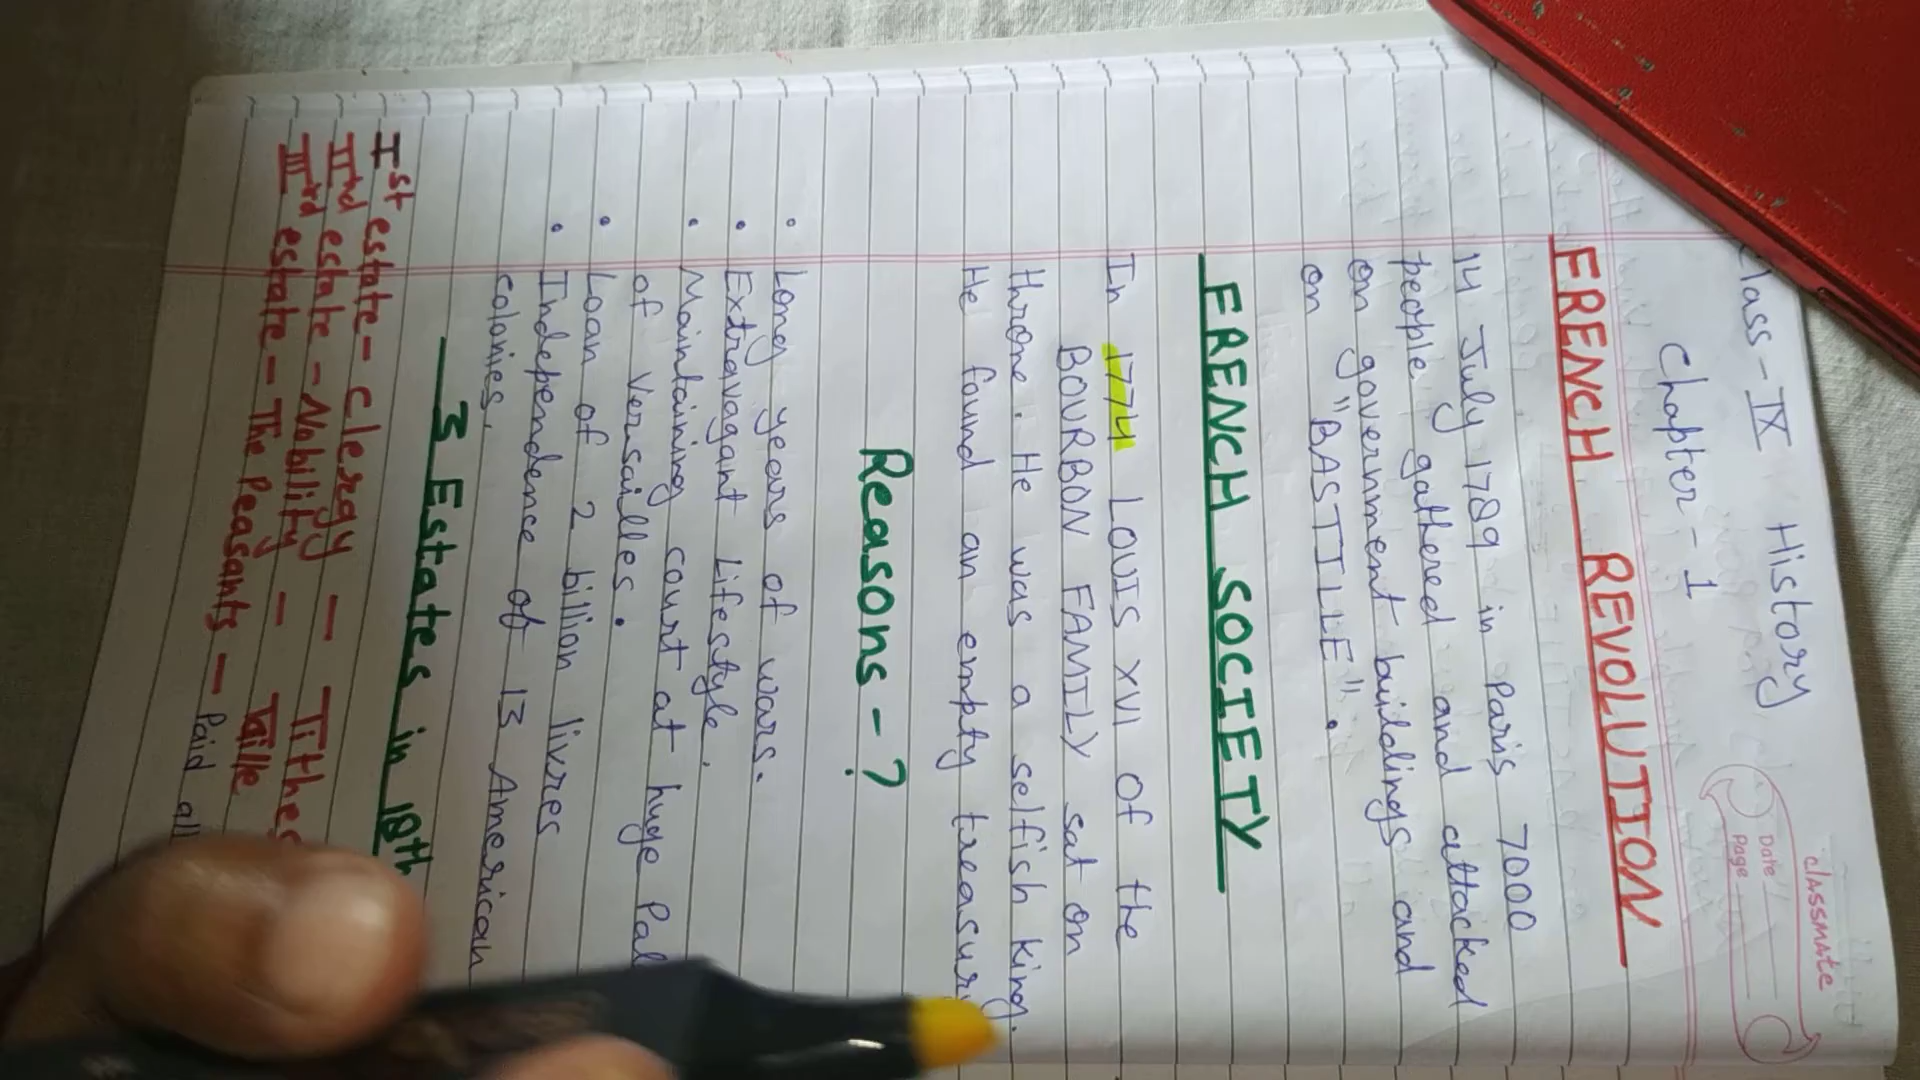 classmate
Date
Page
lass-IX History
Chapter-1
FRENCH REVOLUTION
14 July 1789 in Paris 7000
people gathered and attacked
on government buildings and
on "BASTILLE".
FRENCH SOCIETY
In 1774 LOUIS XVI OF the
BOURBON FAMILY sat on
throne. He was a selfish king.
He found an empty treasury
Reasons-?
• Long years of wars.
• Extravagant Lifestyle.
• Maintaining court at huge Pal
of Versailles.
• Loan of 2 billion livres
• Independence of 13 American
colonies.
3 Estates in 18th
Ist estate- Clergy — Tithes
IInd estate - Nobility - Taille
IIIrd estate - The Peasants — Paid all